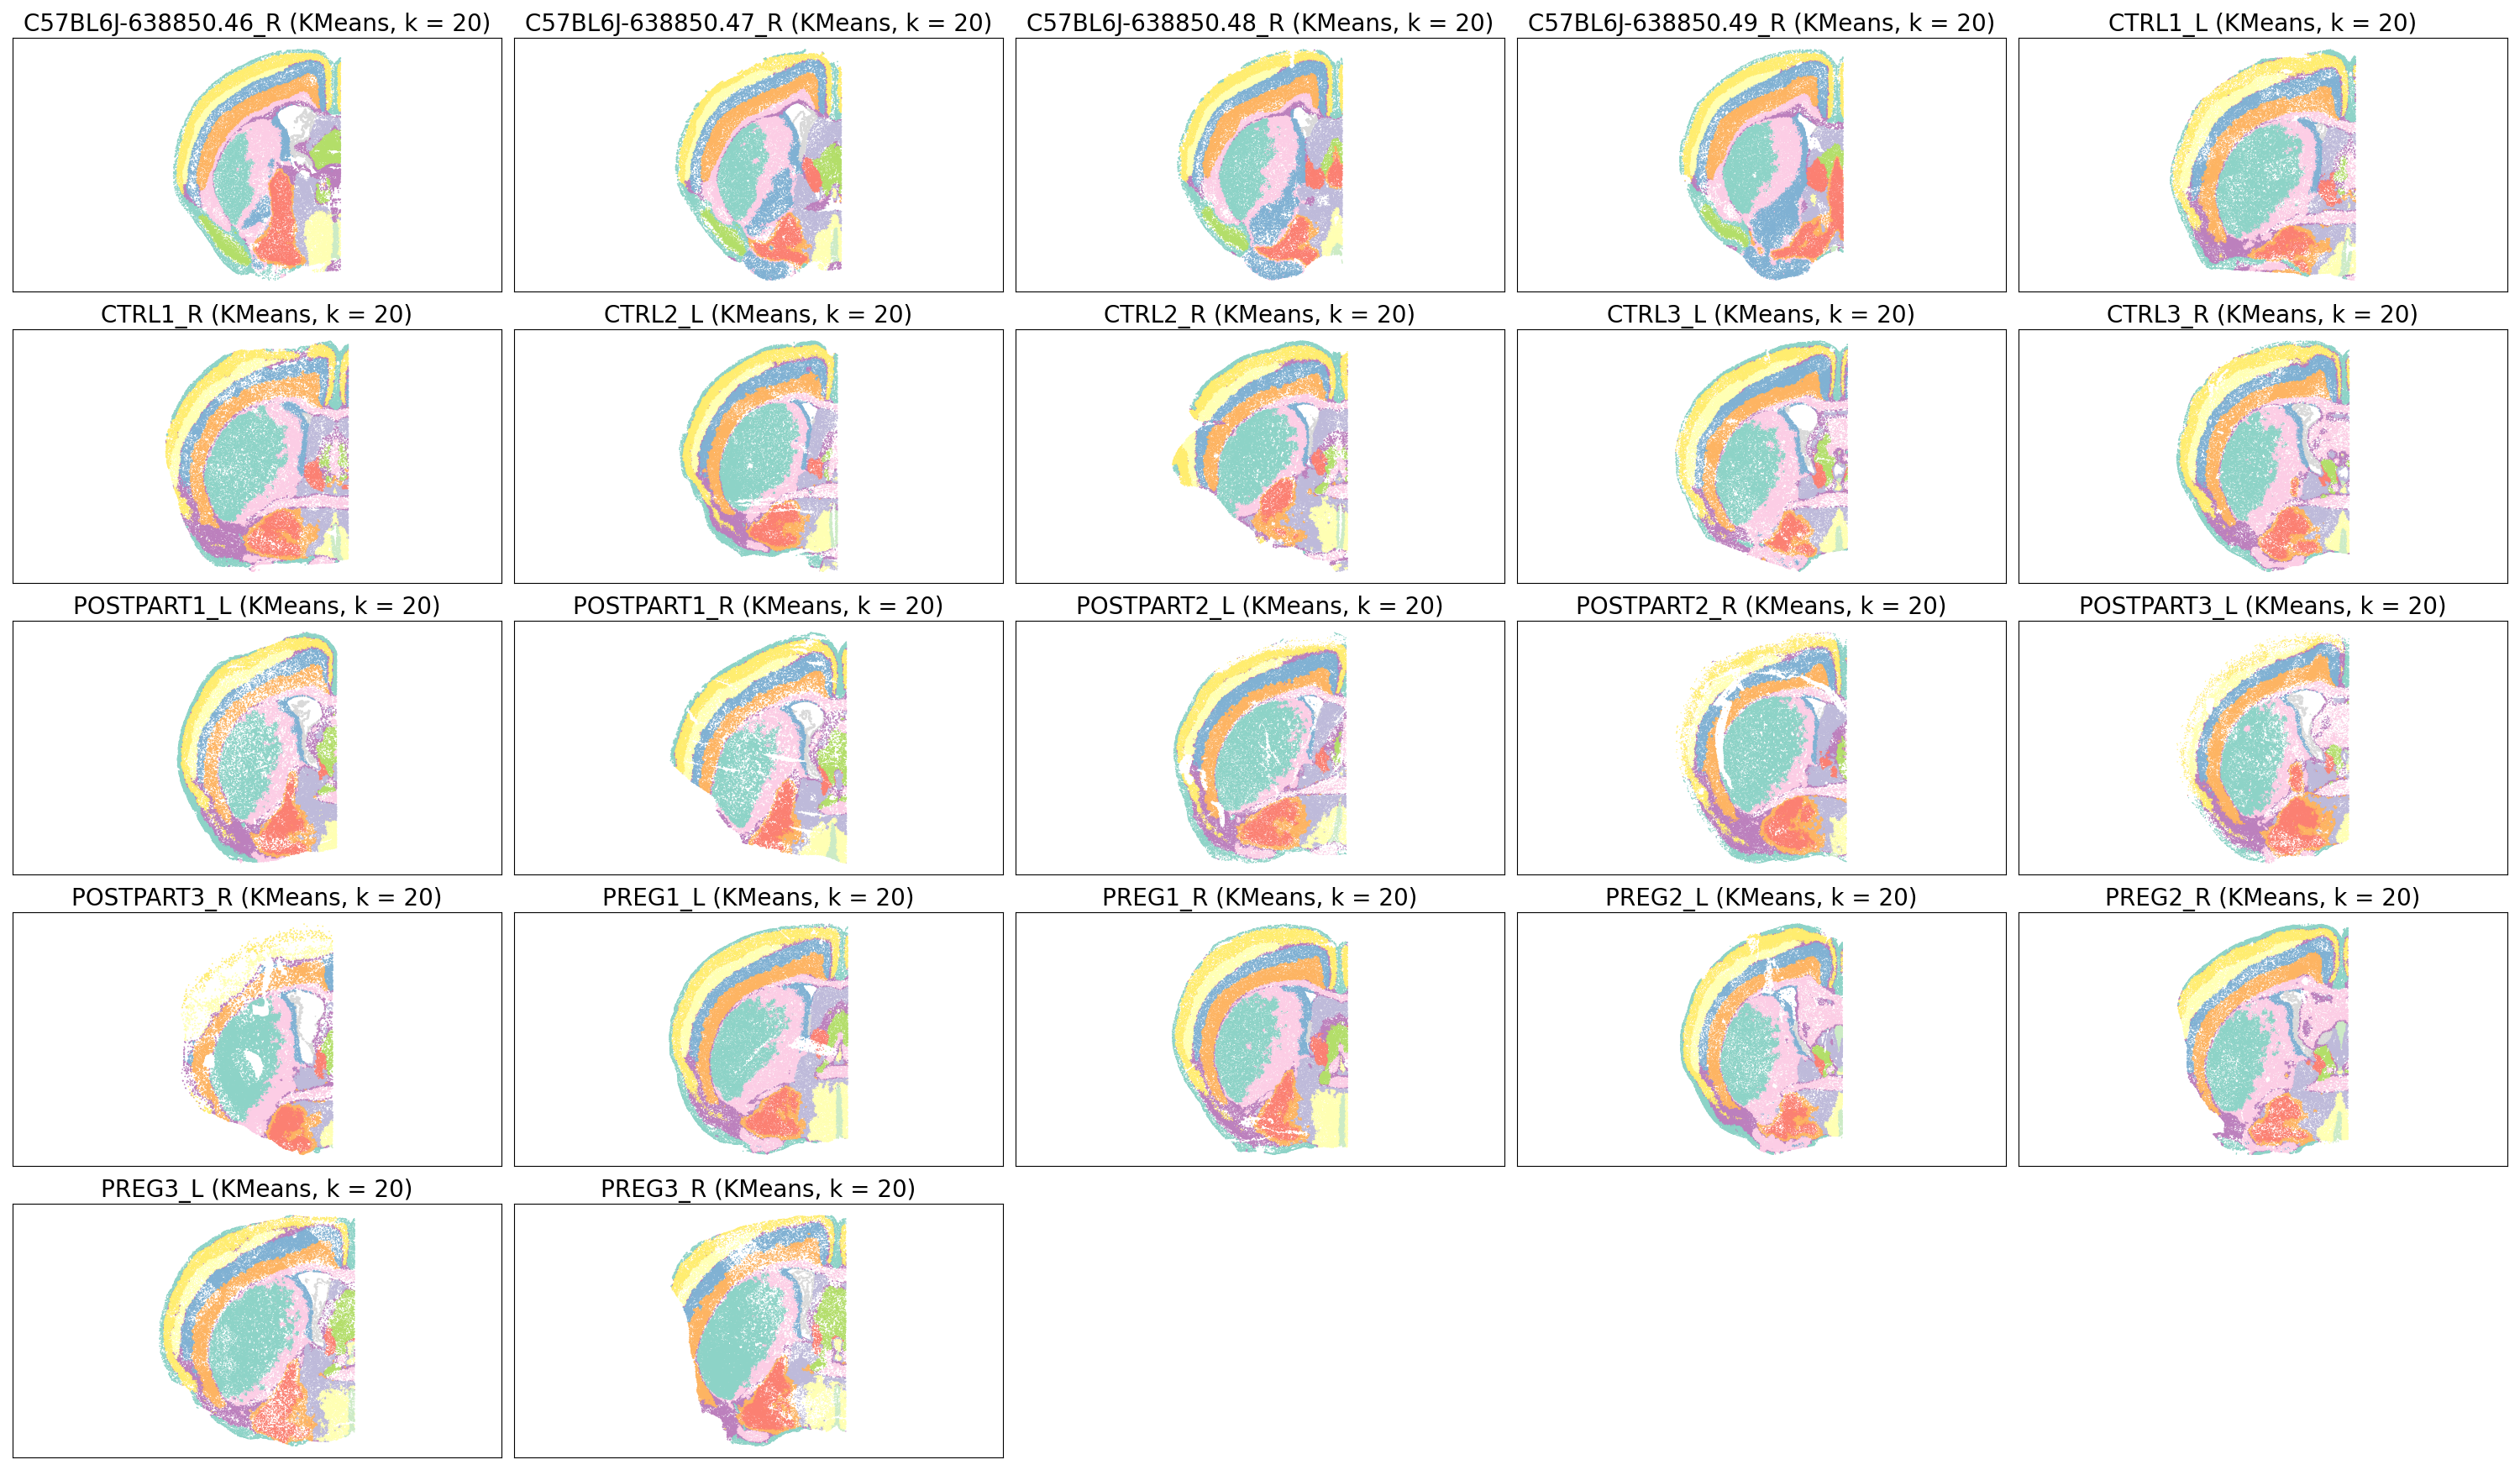 C57BL6J-638850.46_R (KMeans, k = 20)
C57BL6J-638850.47_R (KMeans, k = 20)
C57BL6J-638850.48_R (KMeans, k = 20)
C57BL6J-638850.49_R (KMeans, k = 20)
CTRL1_L (KMeans, k = 20)
CTRL1_R (KMeans, k = 20)
CTRL2_L (KMeans, k = 20)
CTRL2_R (KMeans, k = 20)
CTRL3_L (KMeans, k = 20)
CTRL3_R (KMeans, k = 20)
POSTPART1_L (KMeans, k = 20)
POSTPART1_R (KMeans, k = 20)
POSTPART2_L (KMeans, k = 20)
POSTPART2_R (KMeans, k = 20)
POSTPART3_L (KMeans, k = 20)
POSTPART3_R (KMeans, k = 20)
PREG1_L (KMeans, k = 20)
PREG1_R (KMeans, k = 20)
PREG2_L (KMeans, k = 20)
PREG2_R (KMeans, k = 20)
PREG3_L (KMeans, k = 20)
PREG3_R (KMeans, k = 20)